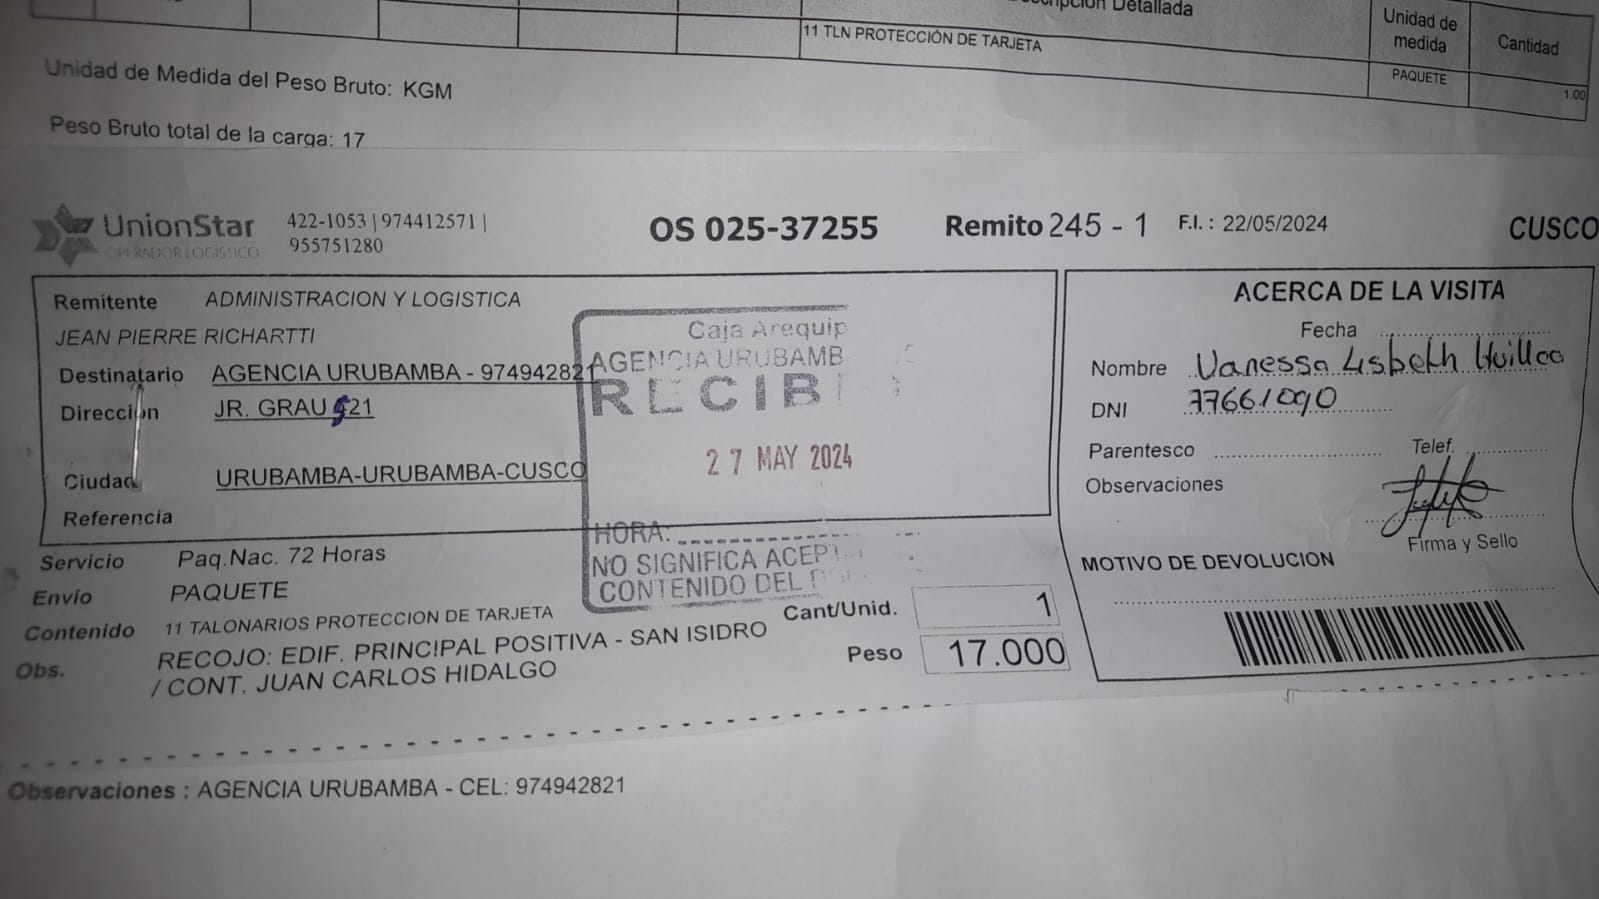 Descripción Detallada
Unidad de medida
Cantidad
11 TLN PROTECCIÓN DE TARJETA
PAQUETE
1.00
Unidad de Medida del Peso Bruto: KGM
Peso Bruto total de la carga: 17
UnionStar
OPERADOR LOGÍSTICO
422-1053 | 974412571 |
955751280
OS 025-37255
Remito 245 - 1
F.I. : 22/05/2024
CUSCO
Remitente ADMINISTRACION Y LOGISTICA
JEAN PIERRE RICHARTTI
Destinatario AGENCIA URUBAMBA - 974942821
Dirección JR. GRAU 21
Ciudad URUBAMBA-URUBAMBA-CUSCO
Referencia
Caja Arequip
AGENCIA URUBAMB
RECIB
27 MAY 2024
HORA:
NO SIGNIFICA ACEPT
CONTENIDO DEL
Servicio Paq.Nac. 72 Horas
Envío PAQUETE
Contenido 11 TALONARIOS PROTECCION DE TARJETA
Obs. RECOJO: EDIF. PRINCIPAL POSITIVA - SAN ISIDRO
/ CONT. JUAN CARLOS HIDALGO
Cant/Unid. 1
Peso 17.000
ACERCA DE LA VISITA
Fecha
Nombre Vanessa Lisbeth Huillca
DNI 77661090
Parentesco
Telef.
Observaciones
Firma y Sello
MOTIVO DE DEVOLUCION
Observaciones : AGENCIA URUBAMBA - CEL: 974942821